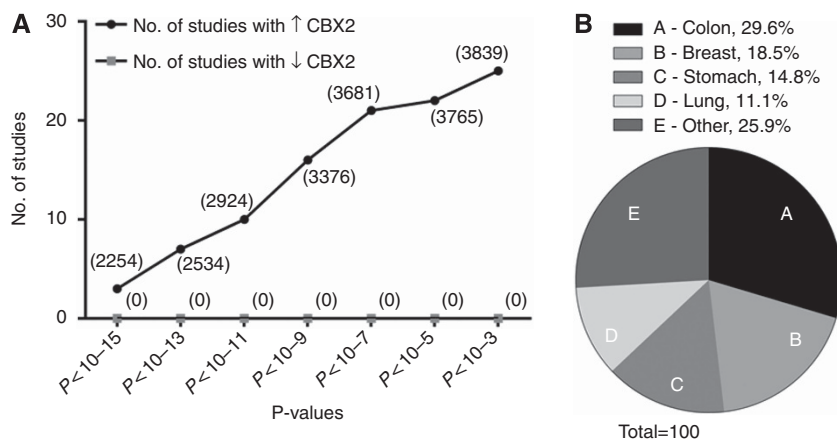 A
30
20
10
0
No. of studies
No. of studies with ↑ CBX2
No. of studies with ↓ CBX2
(2254)
(2534)
(2924)
(3376)
(3681)
(3765)
(3839)
(0)
(0)
(0)
(0)
(0)
(0)
(0)
P<10–15
P<10–13
P<10–11
P<10–9
P<10–7
P<10–5
P<10–3
P-values
B
A - Colon, 29.6%
B - Breast, 18.5%
C - Stomach, 14.8%
D - Lung, 11.1%
E - Other, 25.9%
E
A
D
B
C
Total=100